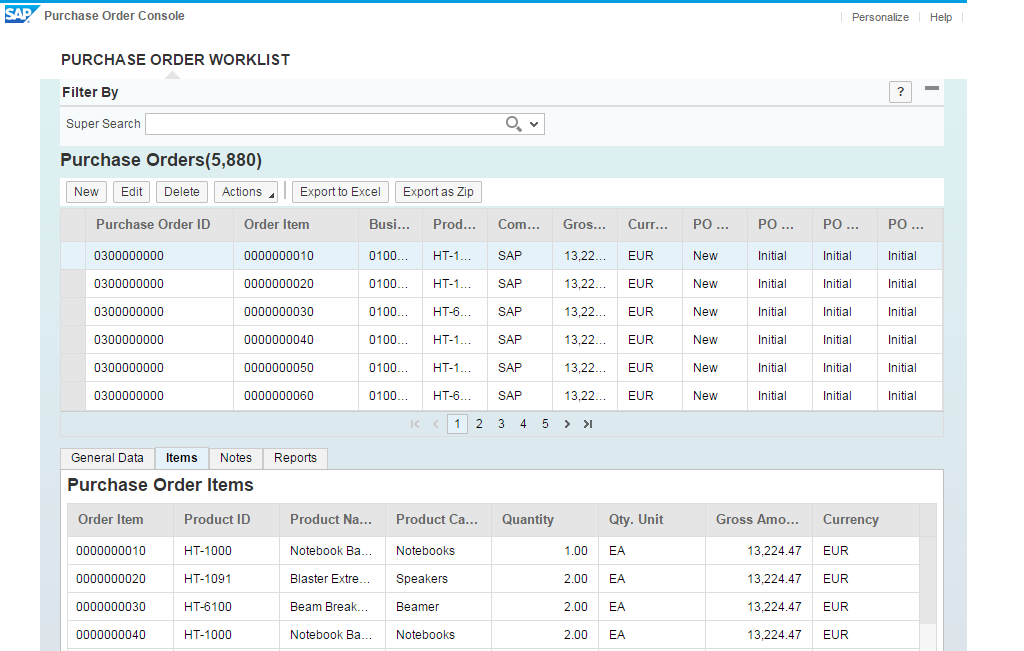 SAP Purchase Order Console Personalize Help
PURCHASE ORDER WORKLIST
Filter By ?
Super Search
Purchase Orders(5,880)
New Edit Delete Actions Export to Excel Export as Zip
Purchase Order ID Order Item Busi... Prod... Com... Gros... Curr... PO ... PO ... PO ... PO ...
0300000000 0000000010 0100... HT-1... SAP 13,22... EUR New Initial Initial Initial
0300000000 0000000020 0100... HT-1... SAP 13,22... EUR New Initial Initial Initial
0300000000 0000000030 0100... HT-6... SAP 13,22... EUR New Initial Initial Initial
0300000000 0000000040 0100... HT-1... SAP 13,22... EUR New Initial Initial Initial
0300000000 0000000050 0100... HT-1... SAP 13,22... EUR New Initial Initial Initial
0300000000 0000000060 0100... HT-6... SAP 13,22... EUR New Initial Initial Initial
1 2 3 4 5
General Data Items Notes Reports
Purchase Order Items
Order Item Product ID Product Na... Product Ca... Quantity Qty. Unit Gross Amo... Currency
0000000010 HT-1000 Notebook Ba... Notebooks 1.00 EA 13,224.47 EUR
0000000020 HT-1091 Blaster Extre... Speakers 2.00 EA 13,224.47 EUR
0000000030 HT-6100 Beam Break... Beamer 2.00 EA 13,224.47 EUR
0000000040 HT-1000 Notebook Ba... Notebooks 2.00 EA 13,224.47 EUR